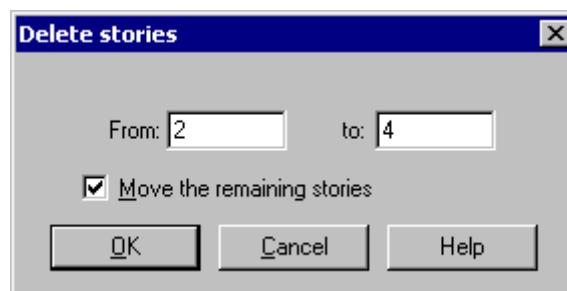 Delete stories
From: 2 to: 4
Move the remaining stories
OK Cancel Help